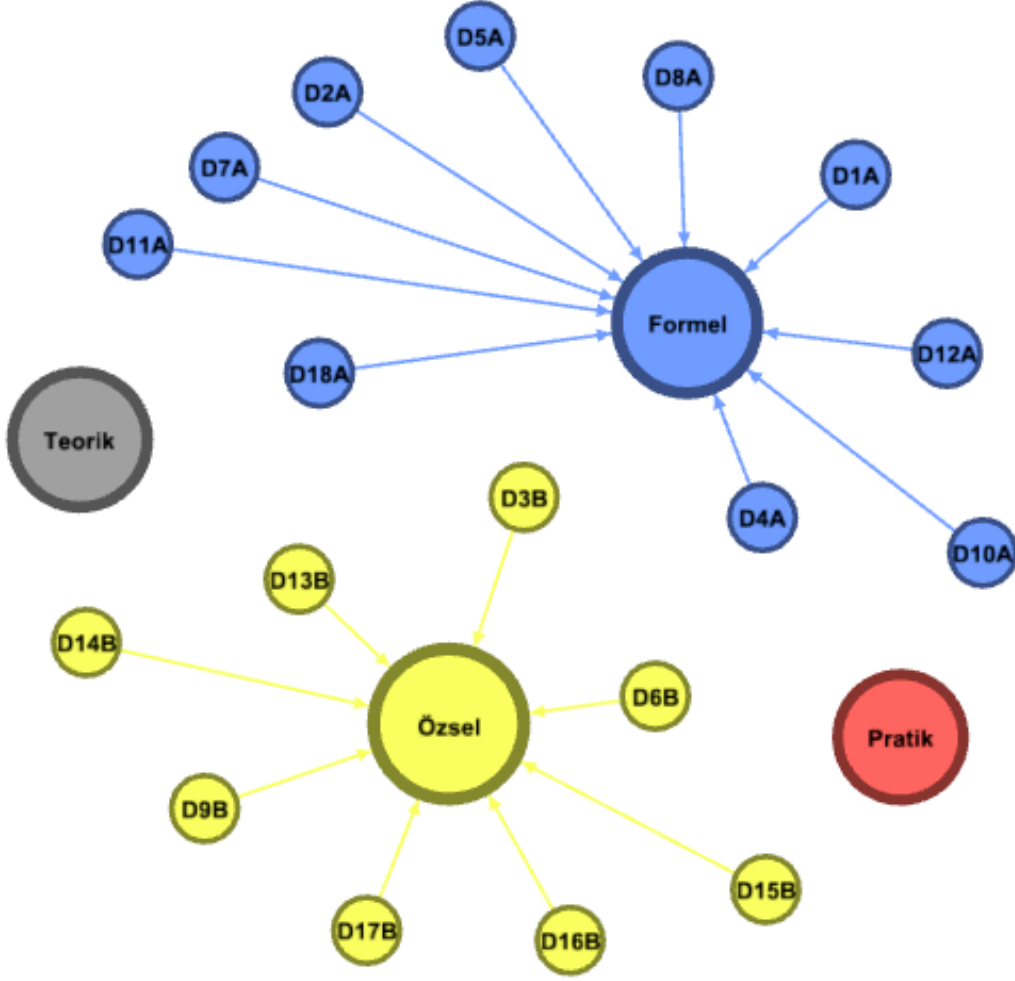 D5A
D8A
D2A
D7A
D1A
D11A
Formel
D12A
D18A
Teorik
D3B
D4A
D10A
D13B
D14B
D6B
Özsel
Pratik
D9B
D15B
D17B
D16B